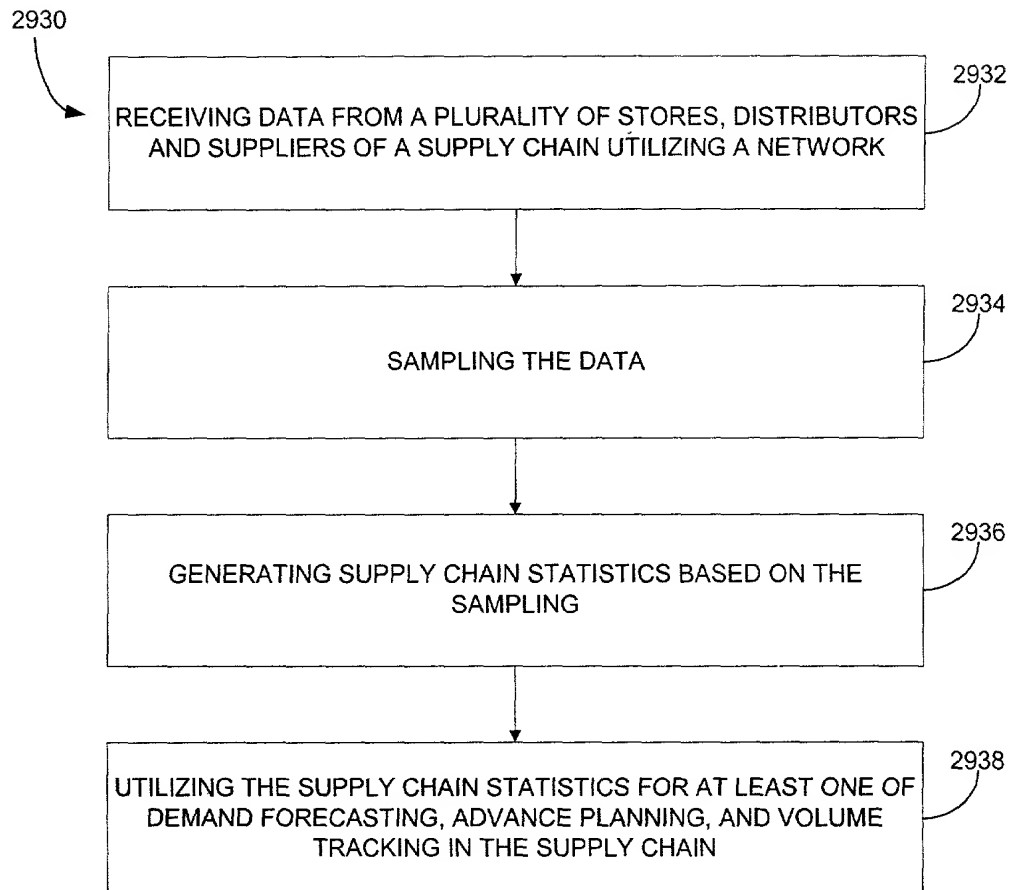 2930
2932
RECEIVING DATA FROM A PLURALITY OF STORES, DISTRIBUTORS
AND SUPPLIERS OF A SUPPLY CHAIN UTILIZING A NETWORK
2934
SAMPLING THE DATA
2936
GENERATING SUPPLY CHAIN STATISTICS BASED ON THE
SAMPLING
2938
UTILIZING THE SUPPLY CHAIN STATISTICS FOR AT LEAST ONE OF
DEMAND FORECASTING, ADVANCE PLANNING, AND VOLUME
TRACKING IN THE SUPPLY CHAIN